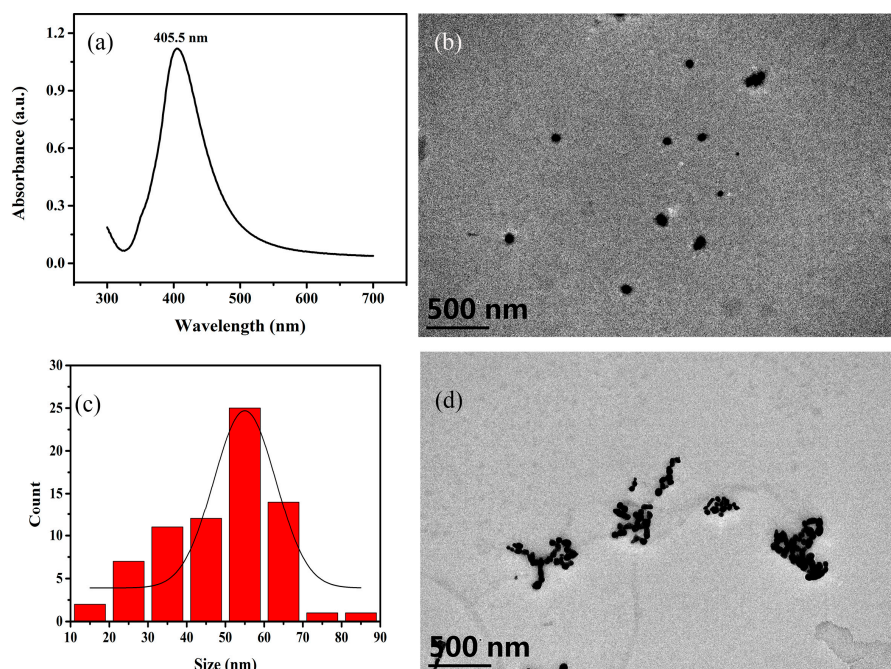 (a)
405.5 nm
Absorbance (a.u.)
1.2
0.9
0.6
0.3
0.0
300
400
500
600
700
Wavelength (nm)
(b)
500 nm
(c)
Count
30
25
20
15
10
5
0
10
20
30
40
50
60
70
80
90
Size (nm)
(d)
500 nm